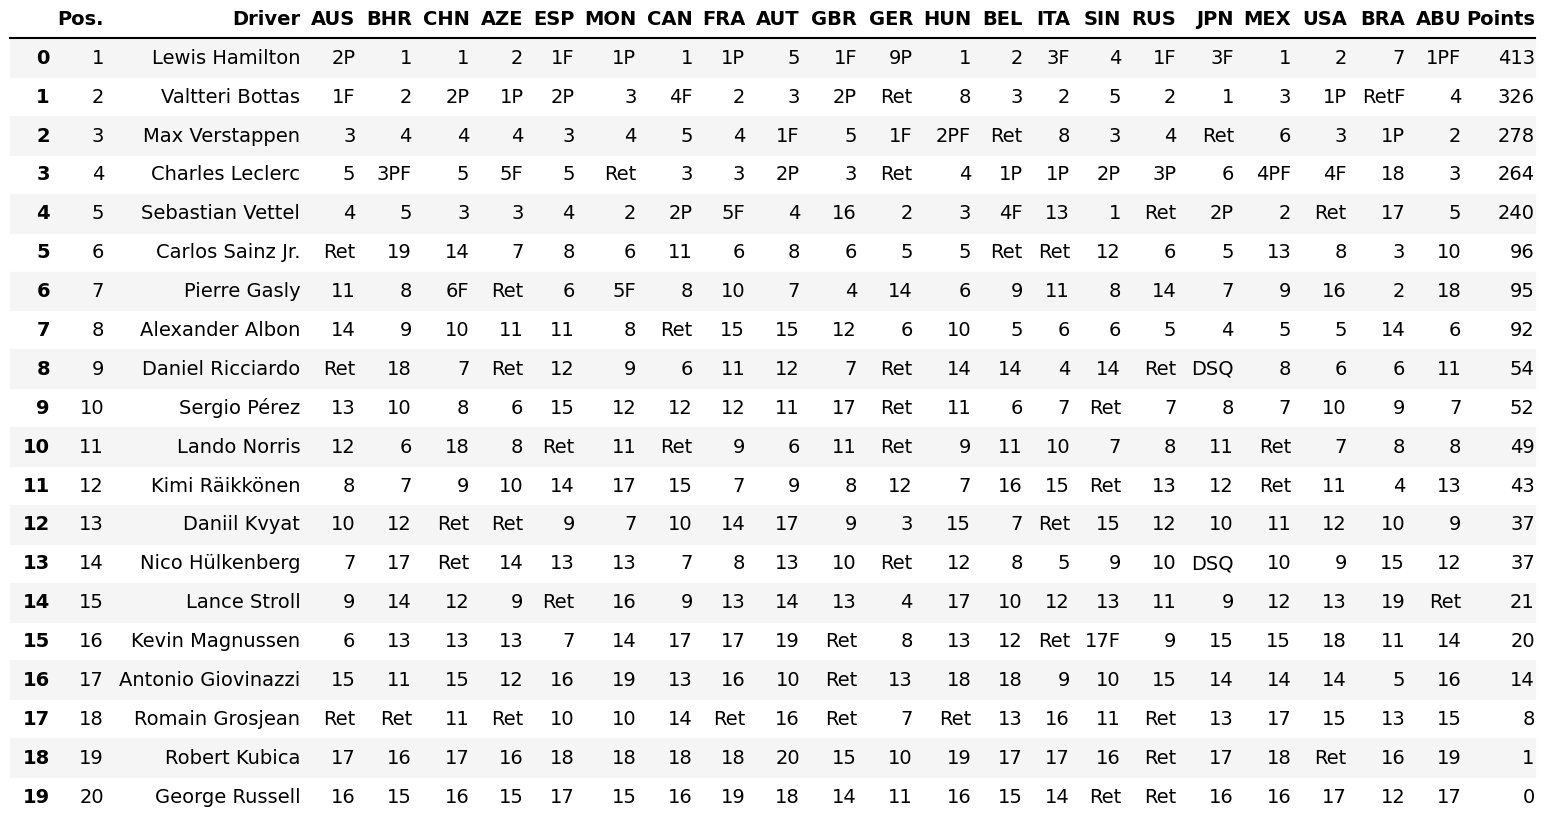 Pos. Driver AUS BHR CHN AZE ESP MON CAN FRA AUT GBR GER HUN BEL ITA SIN RUS JPN MEX USA BRA ABU Points
0 1 Lewis Hamilton 2P 1 1 2 1F 1P 1 1P 5 1F 9P 1 2 3F 4 1F 3F 1 2 7 1PF 413
1 2 Valtteri Bottas 1F 2 2P 1P 2P 3 4F 2 3 2P Ret 8 3 2 5 2 1 3 1P RetF 4 326
2 3 Max Verstappen 3 4 4 4 3 4 5 4 1F 5 1F 2PF Ret 8 3 4 Ret 6 3 1P 2 278
3 4 Charles Leclerc 5 3PF 5 5F 5 Ret 3 3 2P 3 Ret 4 1P 1P 2P 3P 6 4PF 4F 18 3 264
4 5 Sebastian Vettel 4 5 3 3 4 2 2P 5F 4 16 2 3 4F 13 1 Ret 2P 2 Ret 17 5 240
5 6 Carlos Sainz Jr. Ret 19 14 7 8 6 11 6 8 6 5 5 Ret Ret 12 6 5 13 8 3 10 96
6 7 Pierre Gasly 11 8 6F Ret 6 5F 8 10 7 4 14 6 9 11 8 14 7 9 16 2 18 95
7 8 Alexander Albon 14 9 10 11 11 8 Ret 15 15 12 6 10 5 6 6 5 4 5 5 14 6 92
8 9 Daniel Ricciardo Ret 18 7 Ret 12 9 6 11 12 7 Ret 14 14 4 14 Ret DSQ 8 6 6 11 54
9 10 Sergio Pérez 13 10 8 6 15 12 12 12 11 17 Ret 11 6 7 Ret 7 8 7 10 9 7 52
10 11 Lando Norris 12 6 18 8 Ret 11 Ret 9 6 11 Ret 9 11 10 7 8 11 Ret 7 8 8 49
11 12 Kimi Räikkönen 8 7 9 10 14 17 15 7 9 8 12 7 16 15 Ret 13 12 Ret 11 4 13 43
12 13 Daniil Kvyat 10 12 Ret Ret 9 7 10 14 17 9 3 15 7 Ret 15 12 10 11 12 10 9 37
13 14 Nico Hülkenberg 7 17 Ret 14 13 13 7 8 13 10 Ret 12 8 5 9 10 DSQ 10 9 15 12 37
14 15 Lance Stroll 9 14 12 9 Ret 16 9 13 14 13 4 17 10 12 13 11 9 12 13 19 Ret 21
15 16 Kevin Magnussen 6 13 13 13 7 14 17 17 19 Ret 8 13 12 Ret 17F 9 15 15 18 11 14 20
16 17 Antonio Giovinazzi 15 11 15 12 16 19 13 16 10 Ret 13 18 18 9 10 15 14 14 14 5 16 14
17 18 Romain Grosjean Ret Ret 11 Ret 10 10 14 Ret 16 Ret 7 Ret 13 16 11 Ret 13 17 15 13 15 8
18 19 Robert Kubica 17 16 17 16 18 18 18 18 20 15 10 19 17 17 16 Ret 17 18 Ret 16 19 1
19 20 George Russell 16 15 16 15 17 15 16 19 18 14 11 16 15 14 Ret Ret 16 16 17 12 17 0